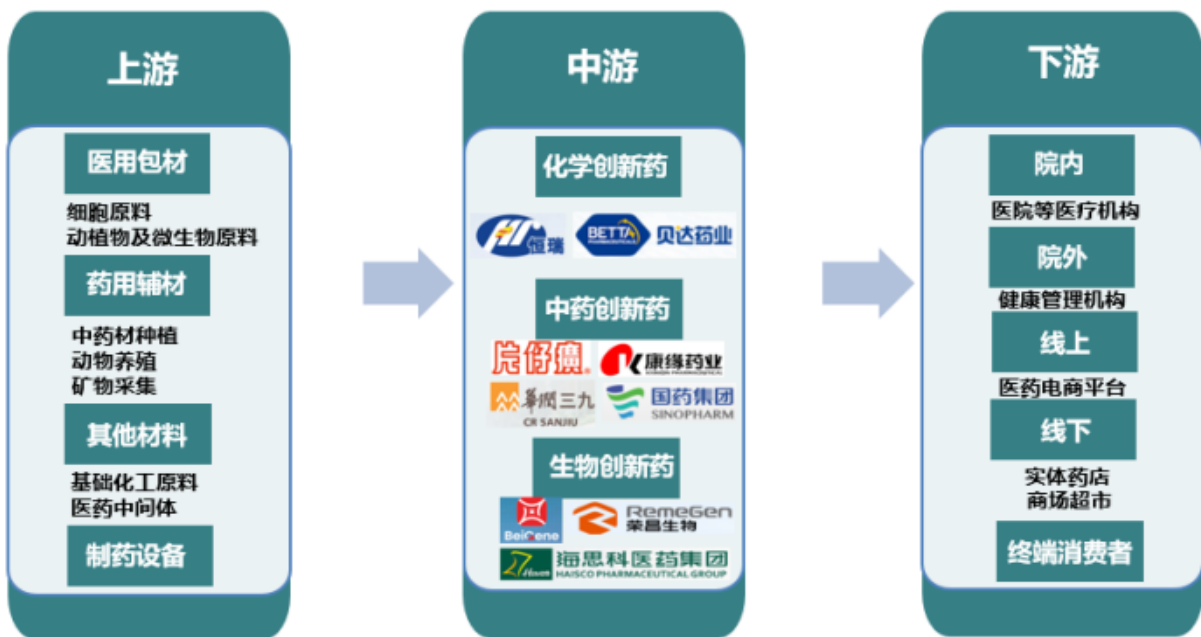 上游
医用包材
细胞原料
动植物及微生物原料
药用辅材
中药材种植
动物养殖
矿物采集
其他材料
基础化工原料
医药中间体
制药设备
中游
化学创新药
恒瑞
BETTA
PHARMACEUTICALS
贝达药业
中药创新药
片仔癀®
康缘药业
KANION PHARMACEUTICAL
華潤三九
CR SANJIU
国药集团
SINOPHARM
生物创新药
BeiGene
RemeGen
荣昌生物
Haisco
海思科医药集团
HAISCO PHARMACEUTICAL GROUP
下游
院内
医院等医疗机构
院外
健康管理机构
线上
医药电商平台
线下
实体药店
商场超市
终端消费者